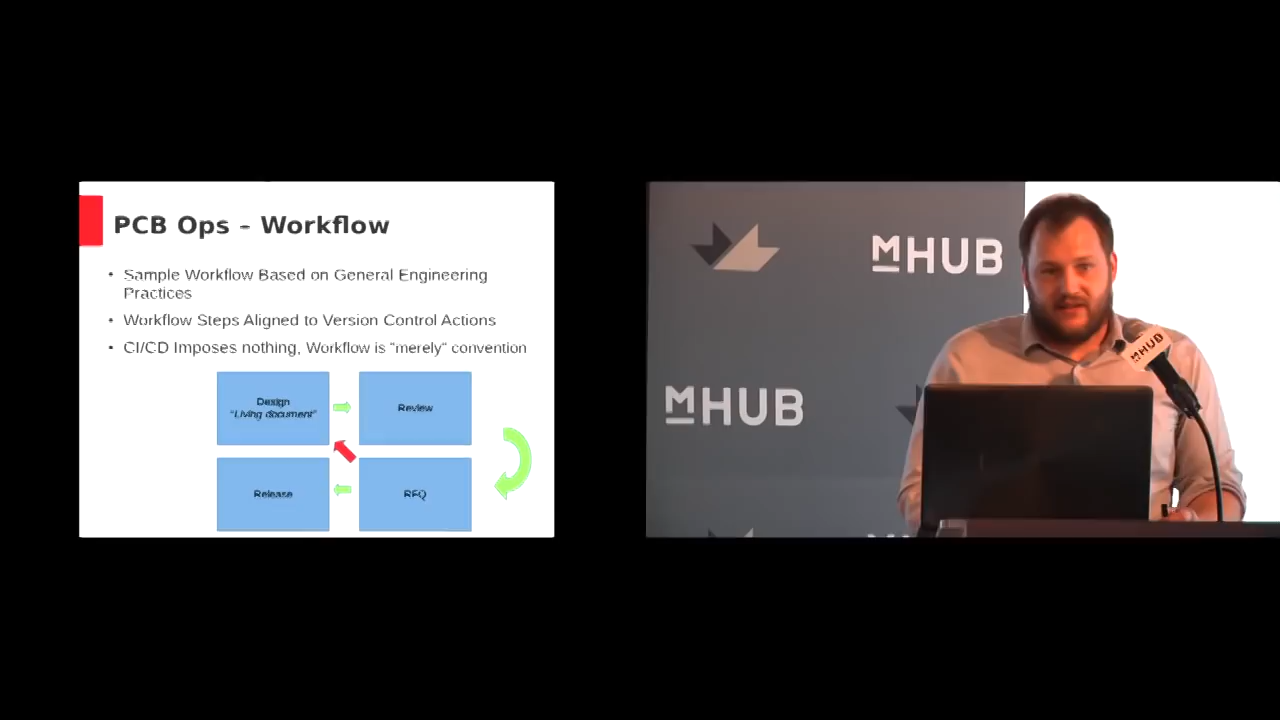 PCB Ops – Workflow
• Sample Workflow Based on General Engineering
Practices
• Workflow Steps Aligned to Version Control Actions
• CI/CD Imposes nothing, Workflow is "merely" convention
Design
"Living document"
Review
Release
RFQ
MHUB
MHUB
MHUB